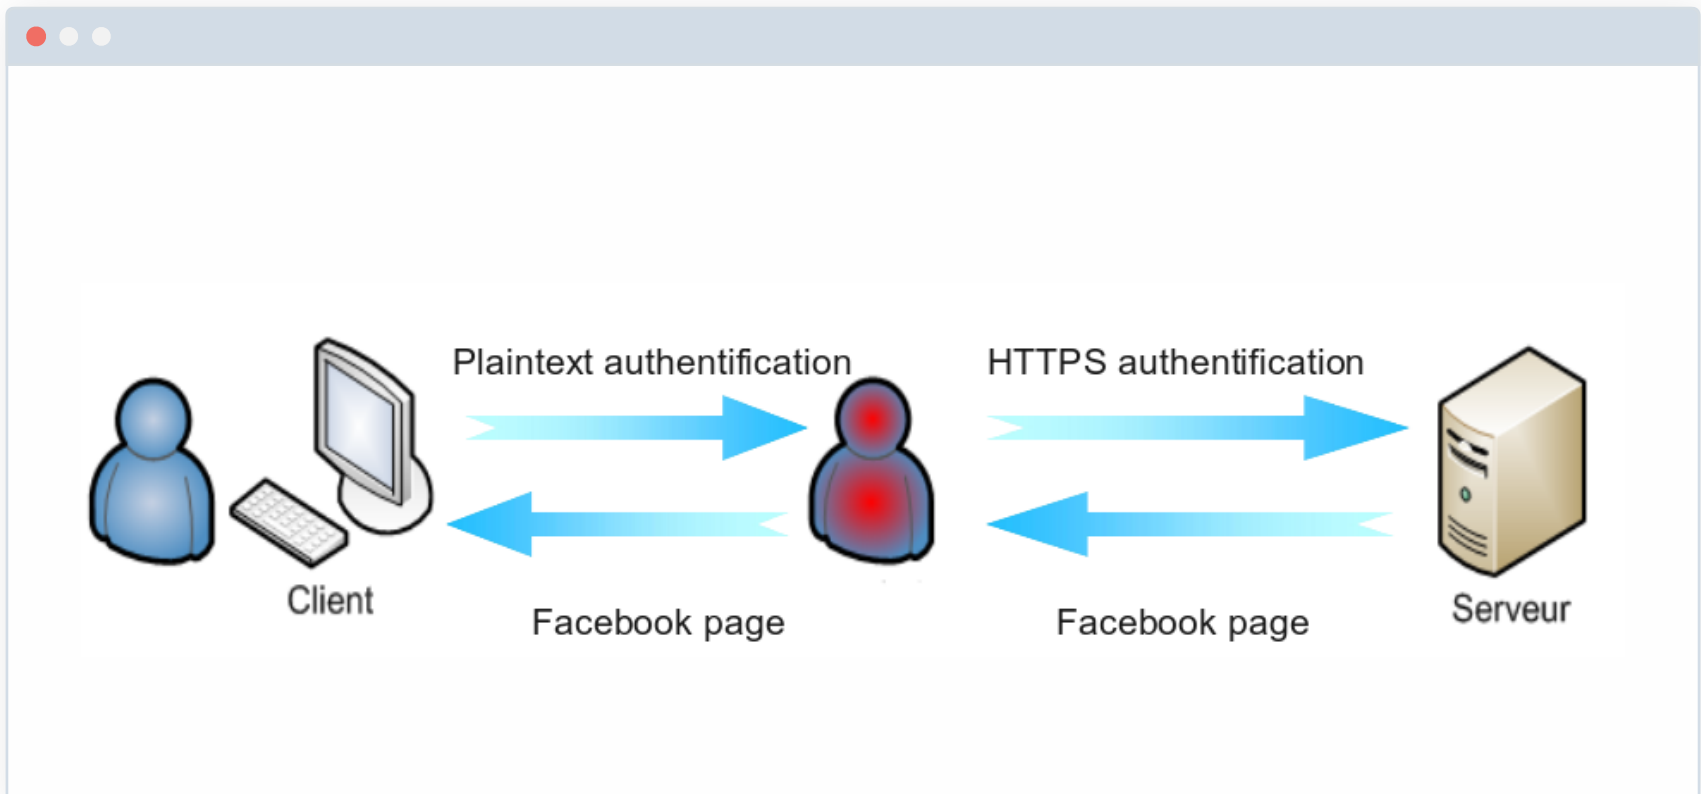 Plaintext authentification
HTTPS authentification
Client
Serveur
Facebook page
Facebook page